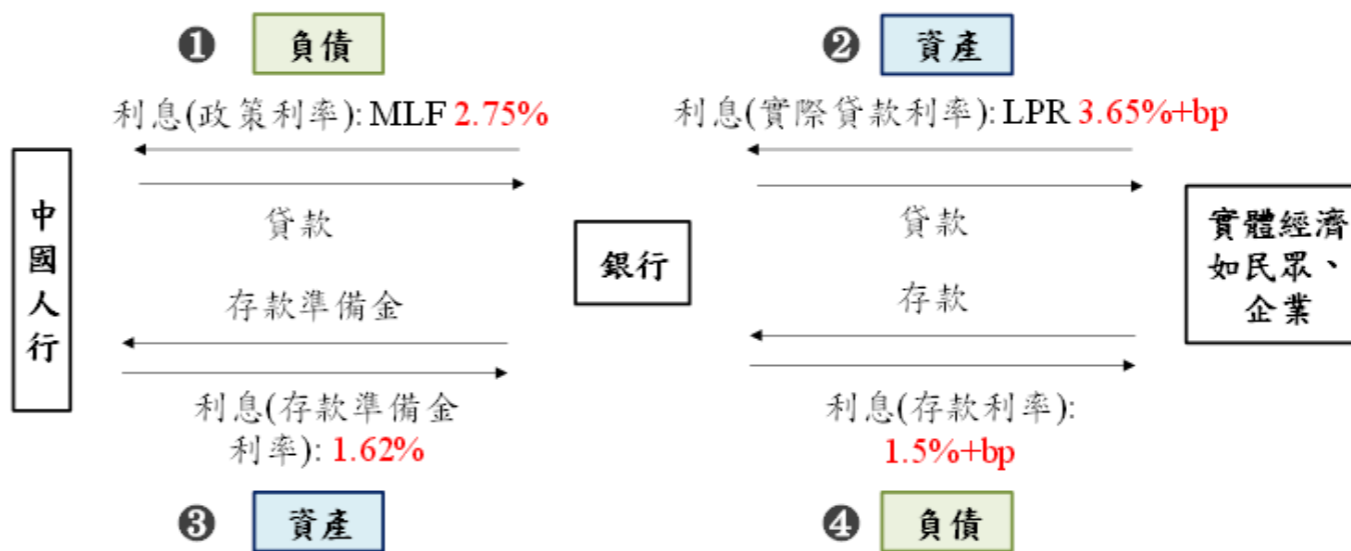 ❶ 負債
利息(政策利率): MLF 2.75%
貸款
存款準備金
利息(存款準備金
利率): 1.62%
❸ 資產
中
國
人
行
銀行
❷ 資產
利息(實際貸款利率): LPR 3.65%+bp
貸款
存款
利息(存款利率):
1.5%+bp
❹ 負債
實體經濟
如民眾、
企業